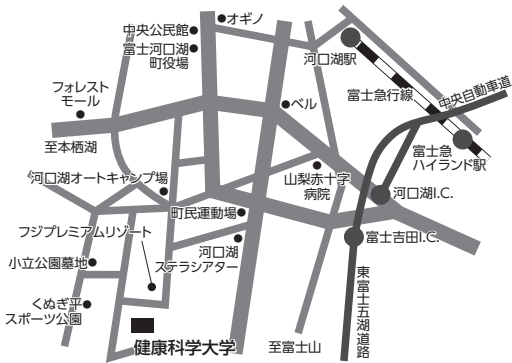 オギノ
中央公民館
富士河口湖
町役場
河口湖駅
フォレスト
モール
ベル
富士急行線
中央自動車道
至本栖湖
富士急
ハイランド駅
河口湖オートキャンプ場
山梨赤十字
病院
河口湖I.C.
町民運動場
フジプレミアムリゾート
富士吉田I.C.
河口湖
ステラシアター
小立公園墓地
東富士五湖道路
くぬぎ平
スポーツ公園
健康科学大学
至富士山